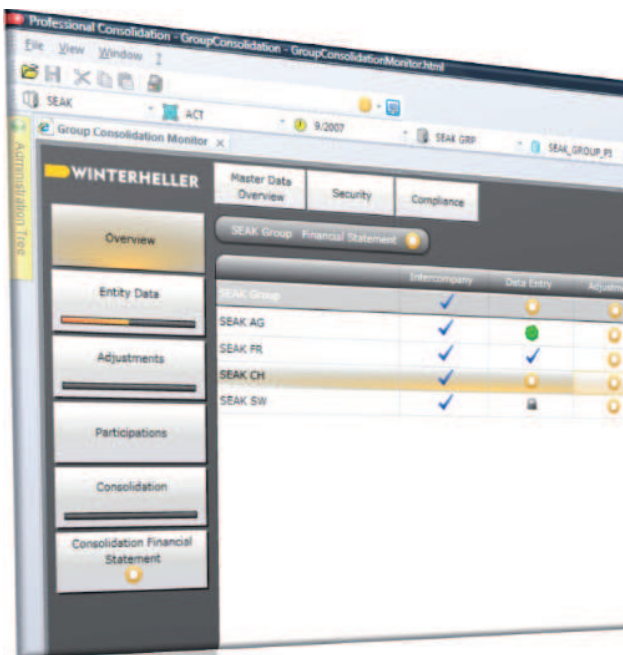 Professional Consolidation - GroupConsolidation - GroupConsolidationMonitor.html
File View Window ?
SEAK ACT 9/2007 SEAK GRP SEAK_GROUP_P3
Group Consolidation Monitor ×
Administration Tree
WINTERHELLER
Master Data Overview Security Compliance
Overview
Entity Data
Adjustments
Participations
Consolidation
Consolidation Financial
Statement
SEAK Group Financial Statement
Intercompany Data Entry Adjustm
SEAK Group
SEAK AG
SEAK FR
SEAK CH
SEAK SW